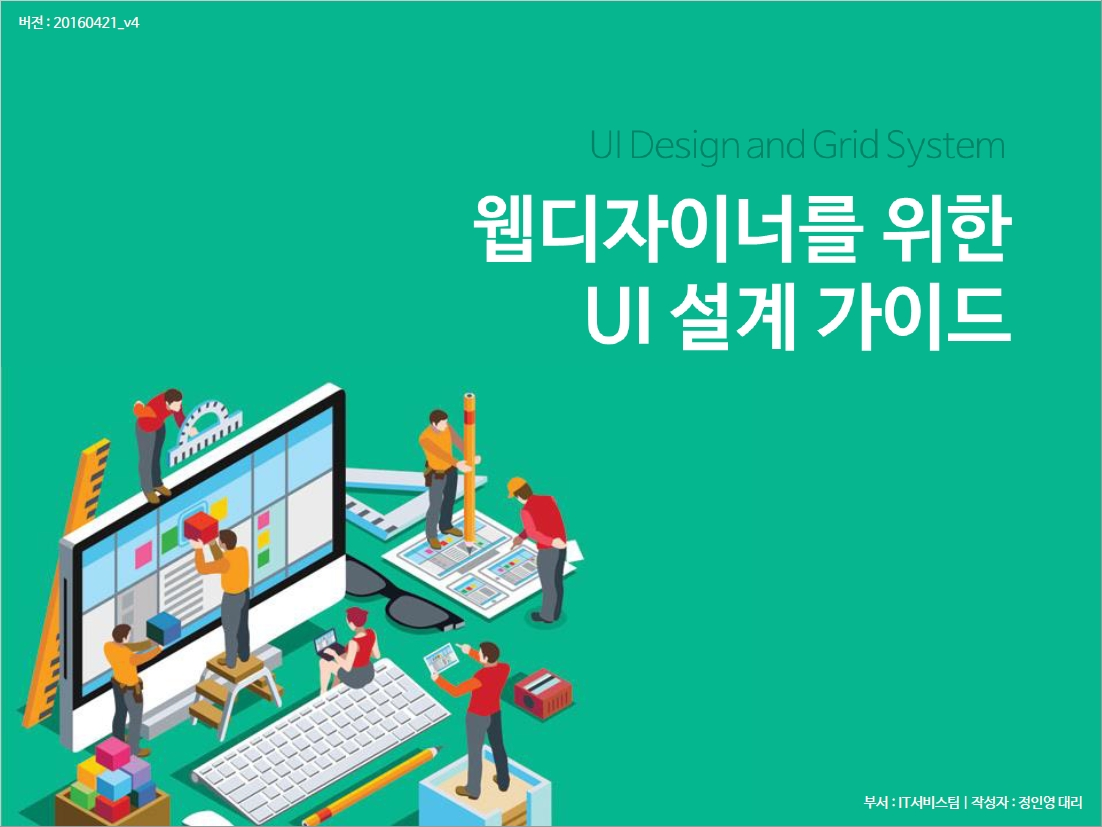 버젼 : 20160421_v4
UI Design and Grid System
웹디자이너를 위한
UI 설계 가이드
부서 : IT서비스팀 | 작성자 : 정인영 대리